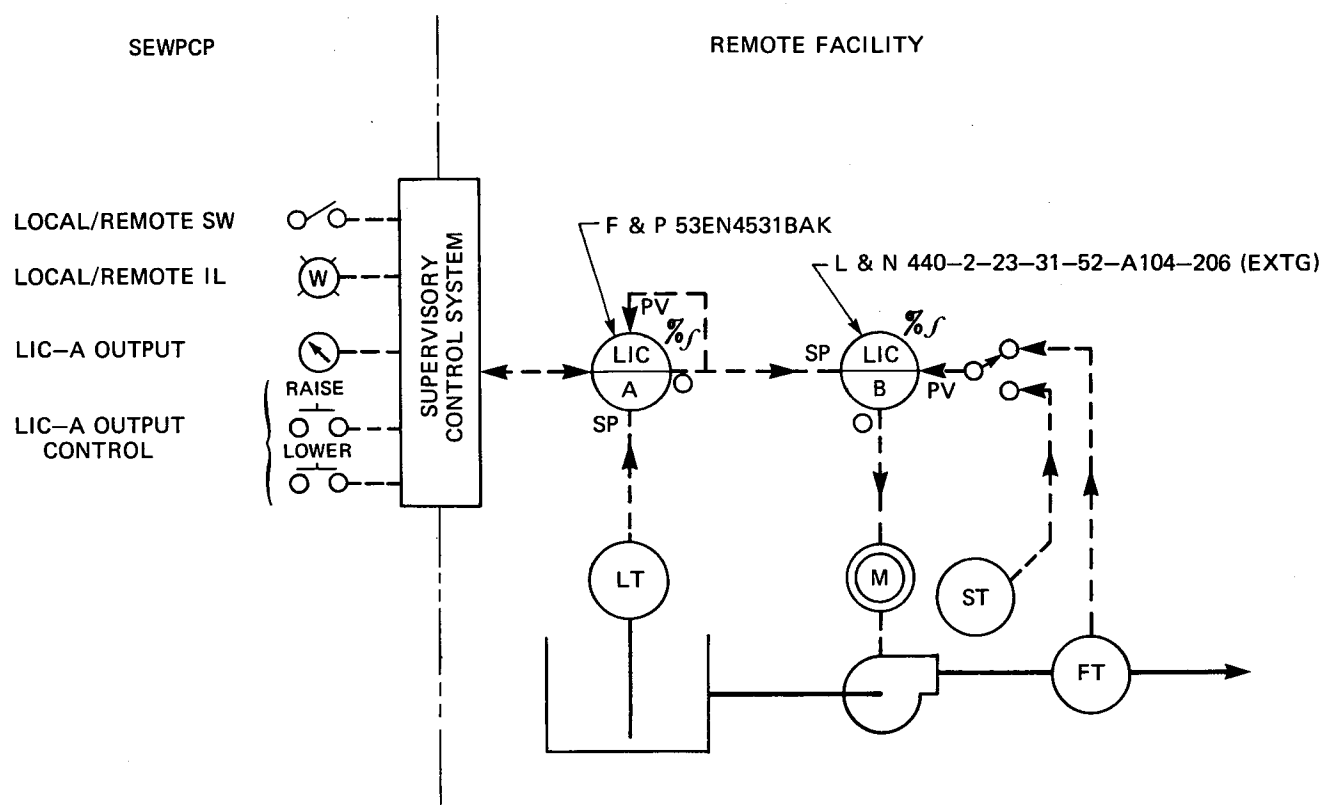 SEWPCP
REMOTE FACILITY
LOCAL/REMOTE SW
LOCAL/REMOTE IL
W
LIC–A OUTPUT
RAISE
LIC–A OUTPUT
CONTROL
LOWER
SUPERVISORY
CONTROL SYSTEM
F & P 53EN4531BAK
L & N 440–2–23–31–52–A104–206 (EXTG)
PV
%∫
LIC
A
SP
SP
%∫
LIC
B
PV
LT
M
ST
FT